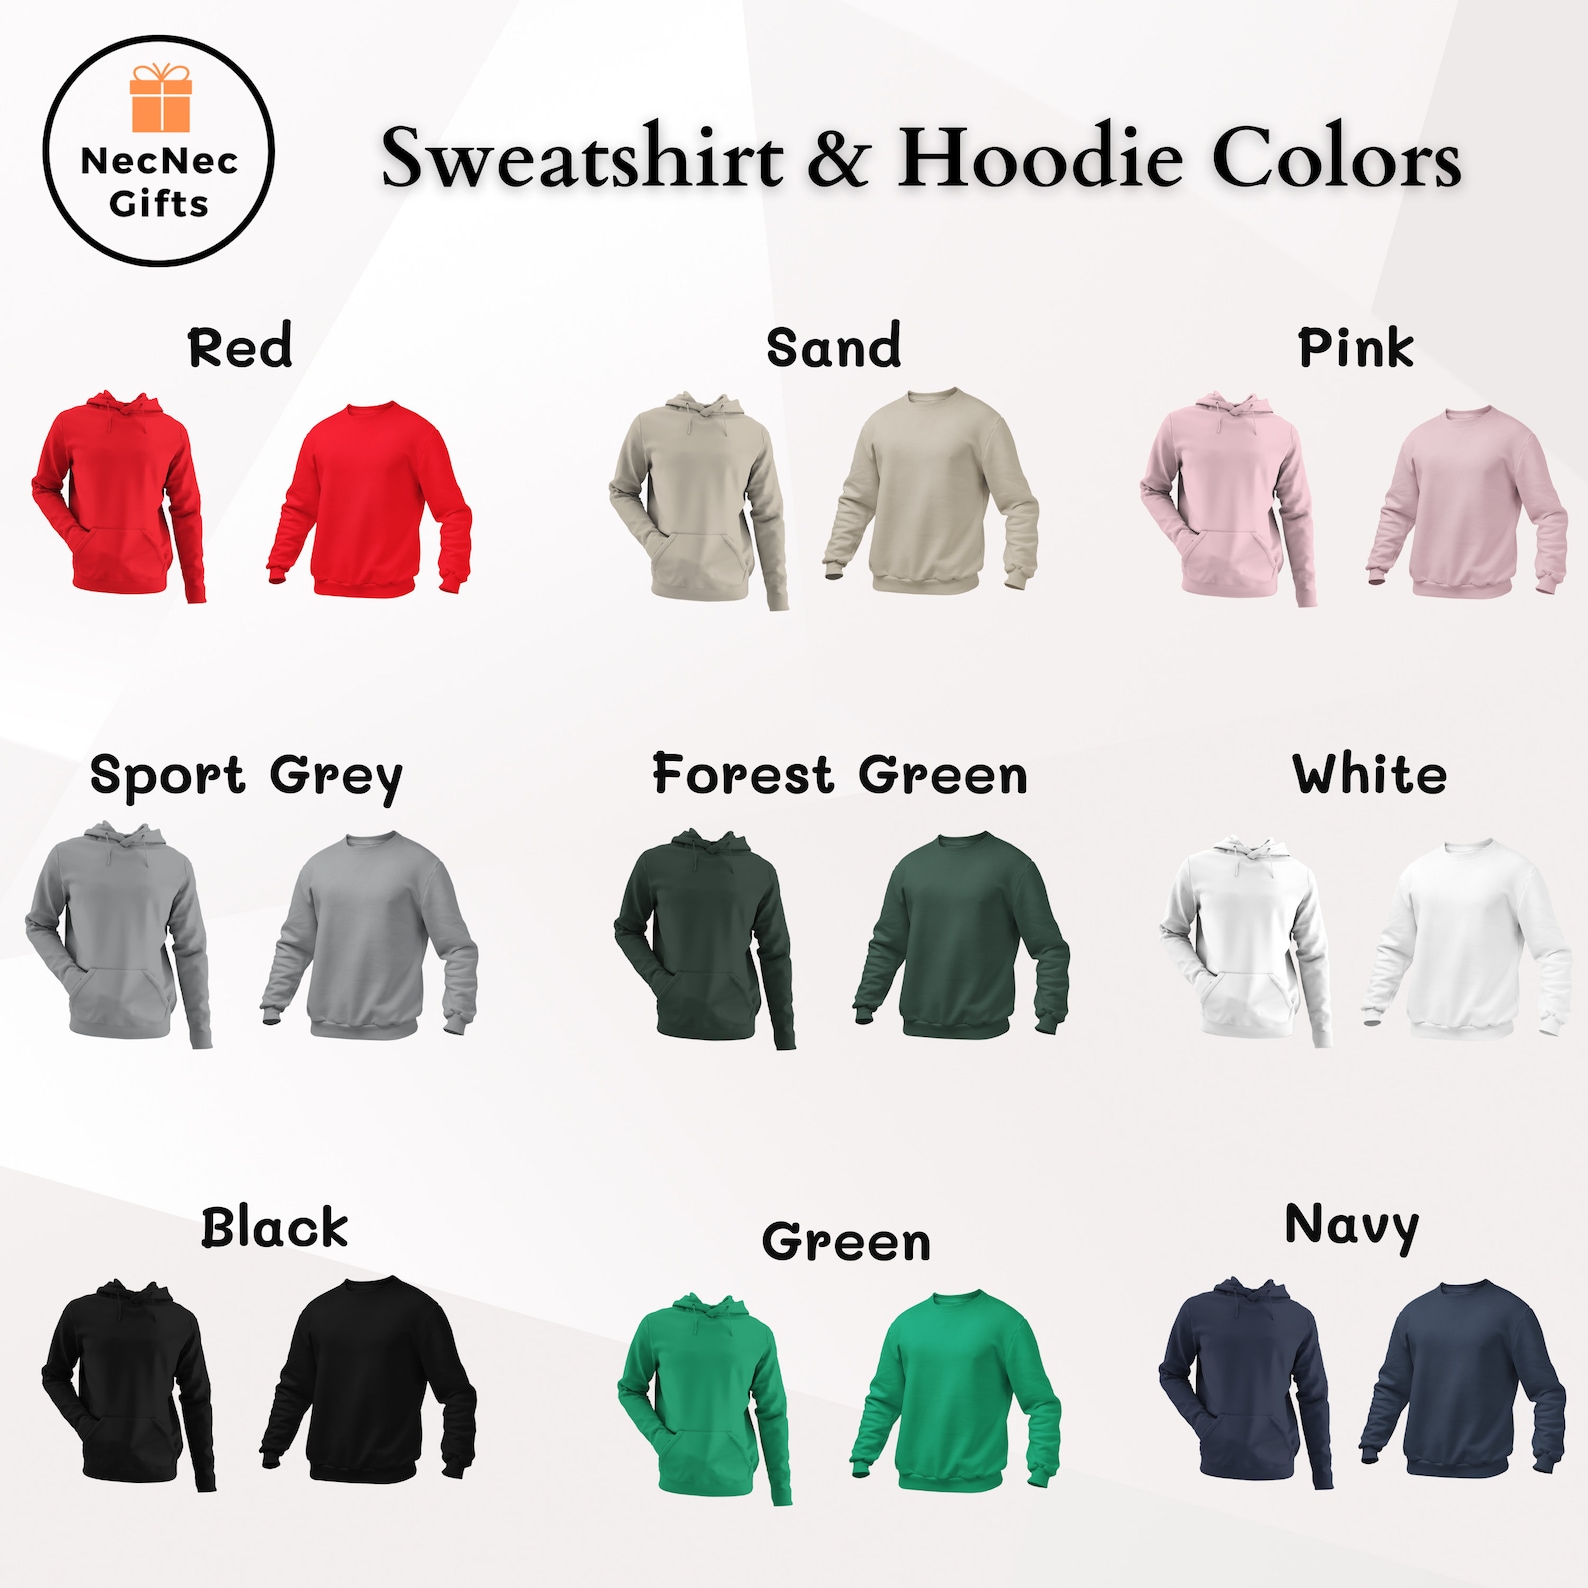 NecNec
Gifts
Sweatshirt & Hoodie Colors
Red
Sand
Pink
Sport Grey
Forest Green
White
Black
Green
Navy